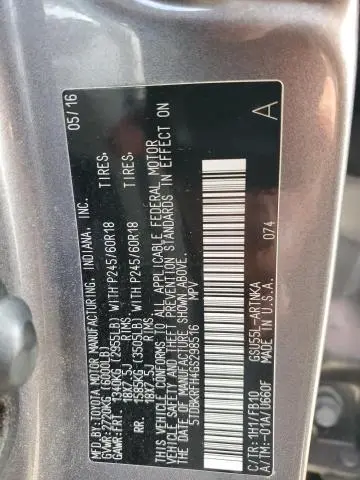 MFD. BY:TOYOTA MOTOR MANUFACTURING, INDIANA, INC. 05/16
GVWR:2720KG (6000LB)
GAWR:FRT. 1340KG (2955LB) WITH P245/60R18 TIRES,
18X7.5J RIMS
RR. 1885KG (3505LB) WITH P245/60R18 TIRES,
18X7.5J RIMS
THIS VEHICLE CONFORMS TO ALL APPLICABLE FEDERAL MOTOR
VEHICLE SAFETY AND THEFT PREVENTION STANDARDS IN EFFECT ON
THE DATE OF MANUFACTURE SHOWN ABOVE.
5TDBKRFH4GS298516 MPV
A
074
C/TR:1H1/FB10 GSU55L-ARTNKA
A/TM:-01A/U660F MADE IN U.S.A.